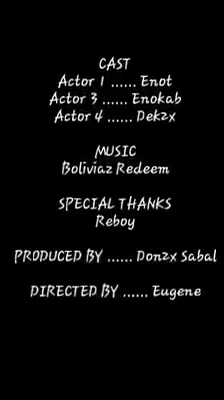 CAST
Actor 1 ...... Enot
Actor 3 ...... Enokab
Actor 4 ...... Dekzx
MUSIC
Boliviaz Redeem
SPECIAL THANKS
Reboy
PRODUCED BY ...... Donzx Sabal
DIRECTED BY ...... Eugene